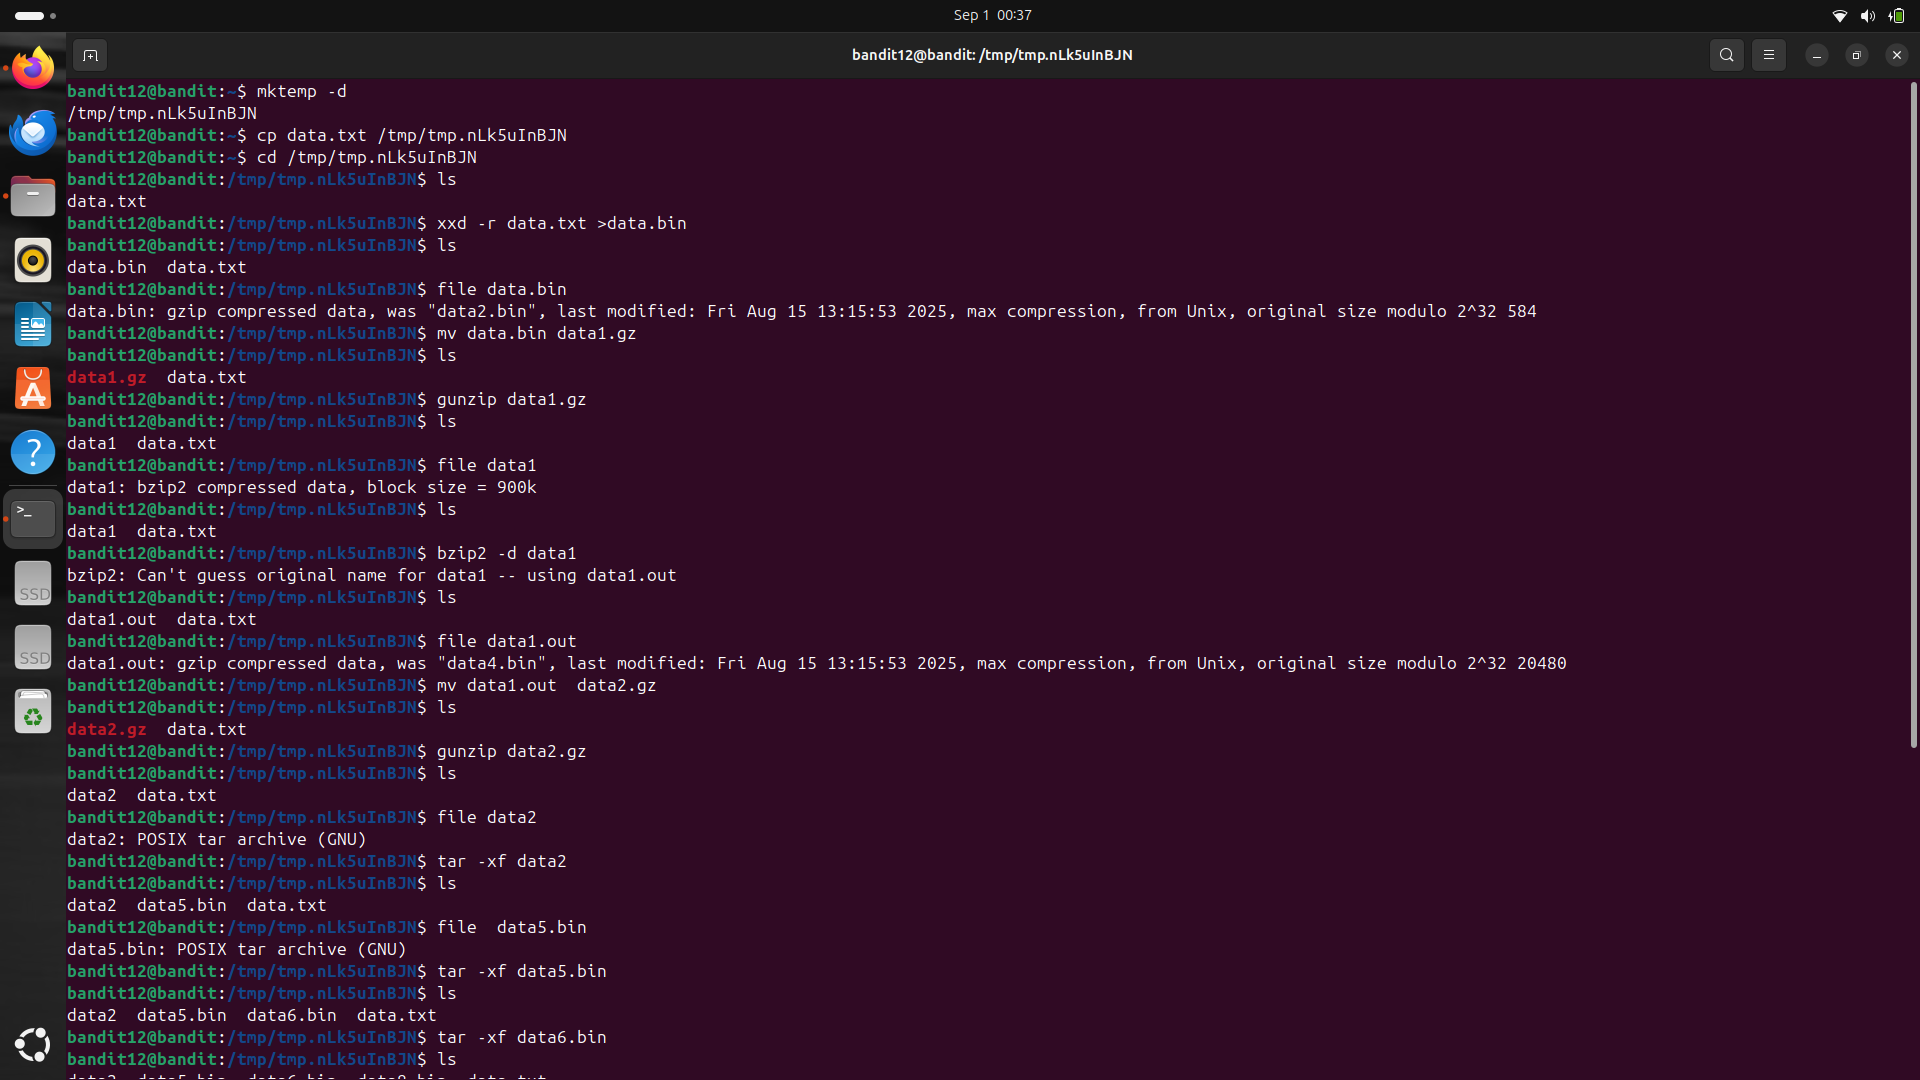 Sep 1 00:37
bandit12@bandit: /tmp/tmp.nLk5uInBJN
bandit12@bandit:~$ mktemp -d
/tmp/tmp.nLk5uInBJN
bandit12@bandit:~$ cp data.txt /tmp/tmp.nLk5uInBJN
bandit12@bandit:~$ cd /tmp/tmp.nLk5uInBJN
bandit12@bandit:/tmp/tmp.nLk5uInBJN$ ls
data.txt
bandit12@bandit:/tmp/tmp.nLk5uInBJN$ xxd -r data.txt >data.bin
bandit12@bandit:/tmp/tmp.nLk5uInBJN$ ls
data.bin  data.txt
bandit12@bandit:/tmp/tmp.nLk5uInBJN$ file data.bin
data.bin: gzip compressed data, was "data2.bin", last modified: Fri Aug 15 13:15:53 2025, max compression, from Unix, original size modulo 2^32 584
bandit12@bandit:/tmp/tmp.nLk5uInBJN$ mv data.bin data1.gz
bandit12@bandit:/tmp/tmp.nLk5uInBJN$ ls
data1.gz  data.txt
bandit12@bandit:/tmp/tmp.nLk5uInBJN$ gunzip data1.gz
bandit12@bandit:/tmp/tmp.nLk5uInBJN$ ls
data1  data.txt
bandit12@bandit:/tmp/tmp.nLk5uInBJN$ file data1
data1: bzip2 compressed data, block size = 900k
bandit12@bandit:/tmp/tmp.nLk5uInBJN$ ls
data1  data.txt
bandit12@bandit:/tmp/tmp.nLk5uInBJN$ bzip2 -d data1
bzip2: Can't guess original name for data1 -- using data1.out
bandit12@bandit:/tmp/tmp.nLk5uInBJN$ ls
data1.out  data.txt
bandit12@bandit:/tmp/tmp.nLk5uInBJN$ file data1.out
data1.out: gzip compressed data, was "data4.bin", last modified: Fri Aug 15 13:15:53 2025, max compression, from Unix, original size modulo 2^32 20480
bandit12@bandit:/tmp/tmp.nLk5uInBJN$ mv data1.out  data2.gz
bandit12@bandit:/tmp/tmp.nLk5uInBJN$ ls
data2.gz  data.txt
bandit12@bandit:/tmp/tmp.nLk5uInBJN$ gunzip data2.gz
bandit12@bandit:/tmp/tmp.nLk5uInBJN$ ls
data2  data.txt
bandit12@bandit:/tmp/tmp.nLk5uInBJN$ file data2
data2: POSIX tar archive (GNU)
bandit12@bandit:/tmp/tmp.nLk5uInBJN$ tar -xf data2
bandit12@bandit:/tmp/tmp.nLk5uInBJN$ ls
data2  data5.bin  data.txt
bandit12@bandit:/tmp/tmp.nLk5uInBJN$ file  data5.bin
data5.bin: POSIX tar archive (GNU)
bandit12@bandit:/tmp/tmp.nLk5uInBJN$ tar -xf data5.bin
bandit12@bandit:/tmp/tmp.nLk5uInBJN$ ls
data2  data5.bin  data6.bin  data.txt
bandit12@bandit:/tmp/tmp.nLk5uInBJN$ tar -xf data6.bin
bandit12@bandit:/tmp/tmp.nLk5uInBJN$ ls
SSD
SSD